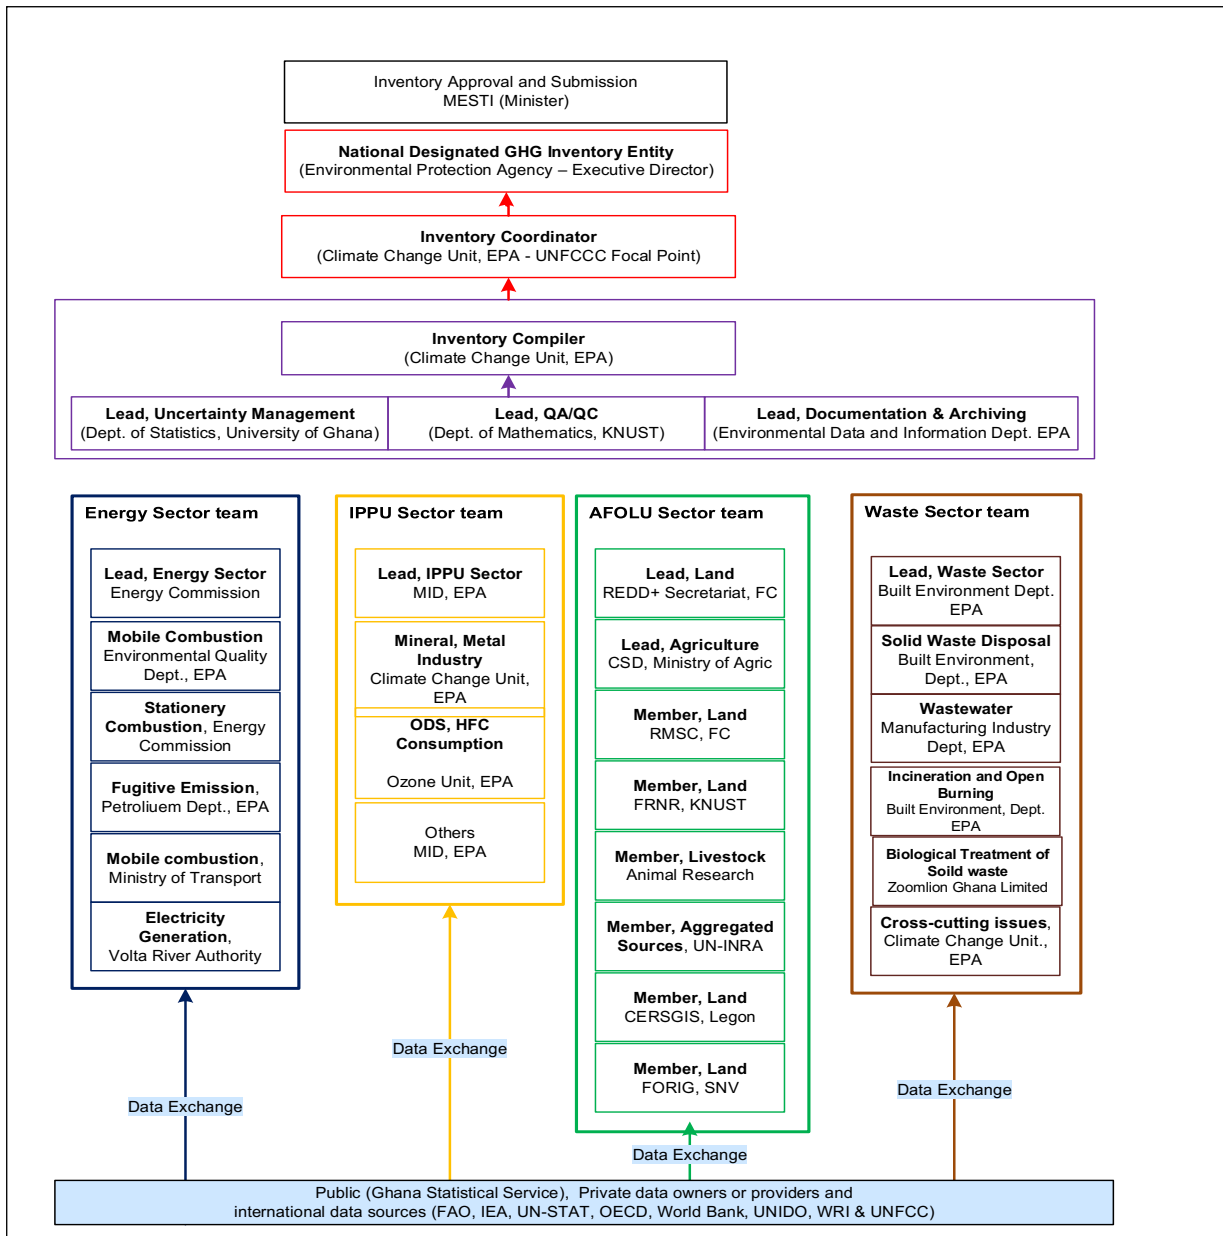 Inventory Approval and Submission
MESTI (Minister)
National Designated GHG Inventory Entity
(Environmental Protection Agency – Executive Director)
Inventory Coordinator
(Climate Change Unit, EPA - UNFCCC Focal Point)
Inventory Compiler
(Climate Change Unit, EPA)
Lead, Uncertainty Management
(Dept. of Statistics, University of Ghana)
Lead, QA/QC
(Dept. of Mathematics, KNUST)
Lead, Documentation & Archiving
(Environmental Data and Information Dept. EPA
Energy Sector team
Lead, Energy Sector
Energy Commission
Mobile Combustion
Environmental Quality
Dept., EPA
Stationery
Combustion, Energy
Commission
Fugitive Emission,
Petroliuem Dept., EPA
Mobile combustion,
Ministry of Transport
Electricity
Generation,
Volta River Authority
Data Exchange
IPPU Sector team
Lead, IPPU Sector
MID, EPA
Mineral, Metal
Industry
Climate Change Unit,
EPA
ODS, HFC
Consumption
Ozone Unit, EPA
Others
MID, EPA
Data Exchange
AFOLU Sector team
Lead, Land
REDD+ Secretariat, FC
Lead, Agriculture
CSD, Ministry of Agric
Member, Land
RMSC, FC
Member, Land
FRNR, KNUST
Member, Livestock
Animal Research
Member, Aggregated
Sources, UN-INRA
Member, Land
CERSGIS, Legon
Member, Land
FORIG, SNV
Data Exchange
Waste Sector team
Lead, Waste Sector
Built Environment Dept.
EPA
Solid Waste Disposal
Built Environment,
Dept., EPA
Wastewater
Manufacturing Industry
Dept, EPA
Incineration and Open
Burning
Built Environment, Dept.
EPA
Biological Treatment of
Soild waste
Zoomlion Ghana Limited
Cross-cutting issues,
Climate Change Unit.,
EPA
Data Exchange
Public (Ghana Statistical Service), Private data owners or providers and
international data sources (FAO, IEA, UN-STAT, OECD, World Bank, UNIDO, WRI & UNFCC)